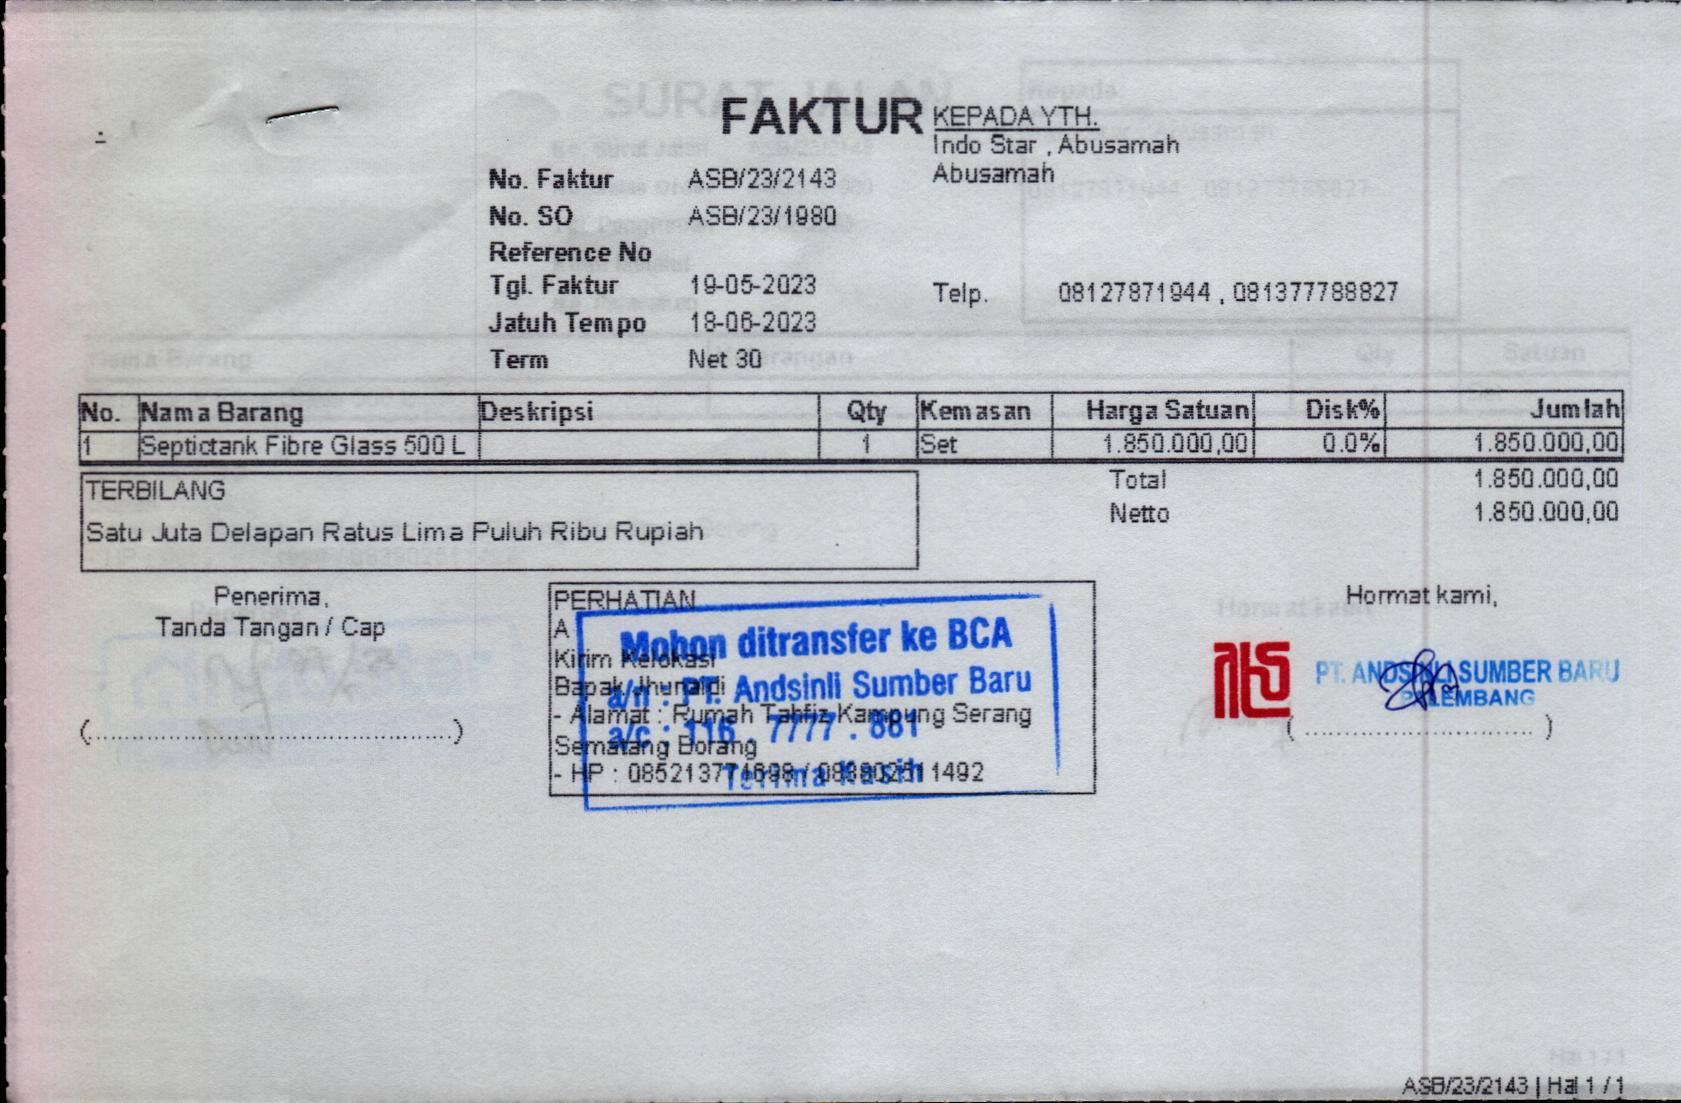 FAKTUR
KEPADA YTH.
Indo Star , Abusamah
Abusamah
No. Faktur ASB/23/2143
No. SO ASB/23/1980
Reference No
Tgl. Faktur 19-05-2023
Jatuh Tempo 18-06-2023
Term Net 30
Telp. 08127871944 , 081377788827
No. Nama Barang Deskripsi Qty Kemasan Harga Satuan Disk% Jumlah
1 Septictank Fibre Glass 500 L 1 Set 1.850.000,00 0.0% 1.850.000,00
Total 1.850.000,00
Netto 1.850.000,00
TERBILANG
Satu Juta Delapan Ratus Lima Puluh Ribu Rupiah
Penerima,
Tanda Tangan / Cap
(..................................................)
PERHATIAN
A
Kirim Kelokasi
Bapak
- Alamat : Rumah Tahfiz Kampung Serang
Sematang Borang
- HP :
Mohon ditransfer ke BCA
a/n : PT. Andsinli Sumber Baru
a/c : 116 . 7777 . 881
Terima Kasih
Hormat kami,
PT. ANDSINLI SUMBER BARU
PALEMBANG
( ................................ )
ASB/23/2143 | Hal 1 / 1